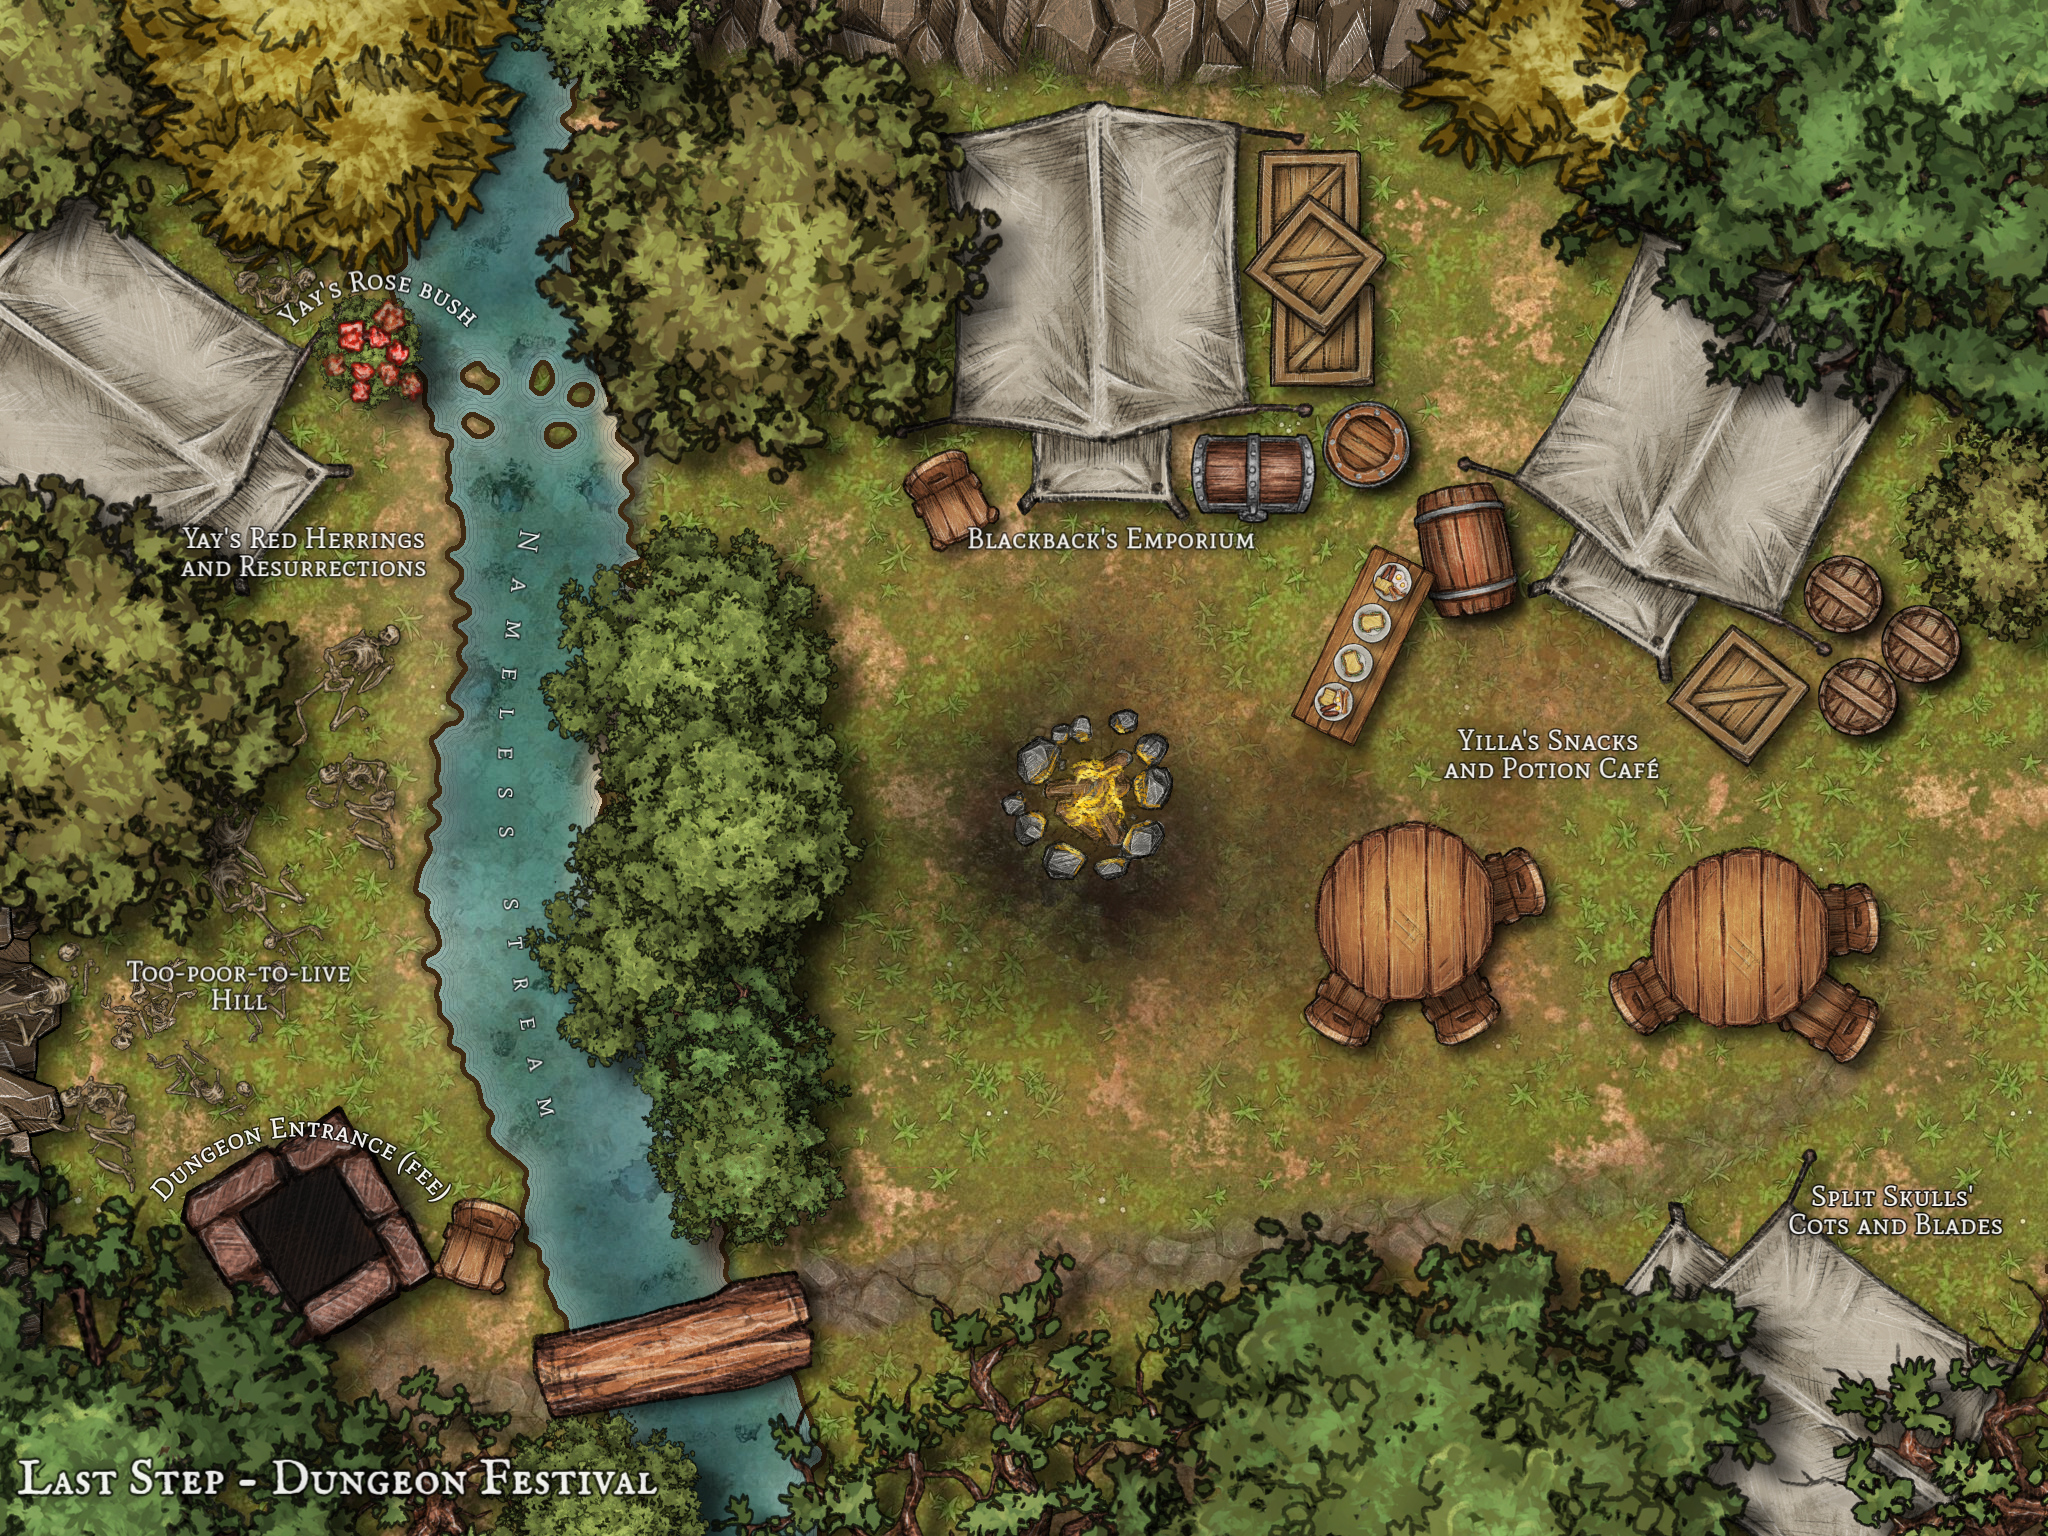 Yay's Rose bush
Yay's Red Herrings
and Resurrections
Blackback's Emporium
Nameless Stream
Yilla's Snacks
and Potion Café
Too-poor-to-live
Hill
Dungeon Entrance (fee)
Split Skulls'
Cots and Blades
Last Step - Dungeon Festival